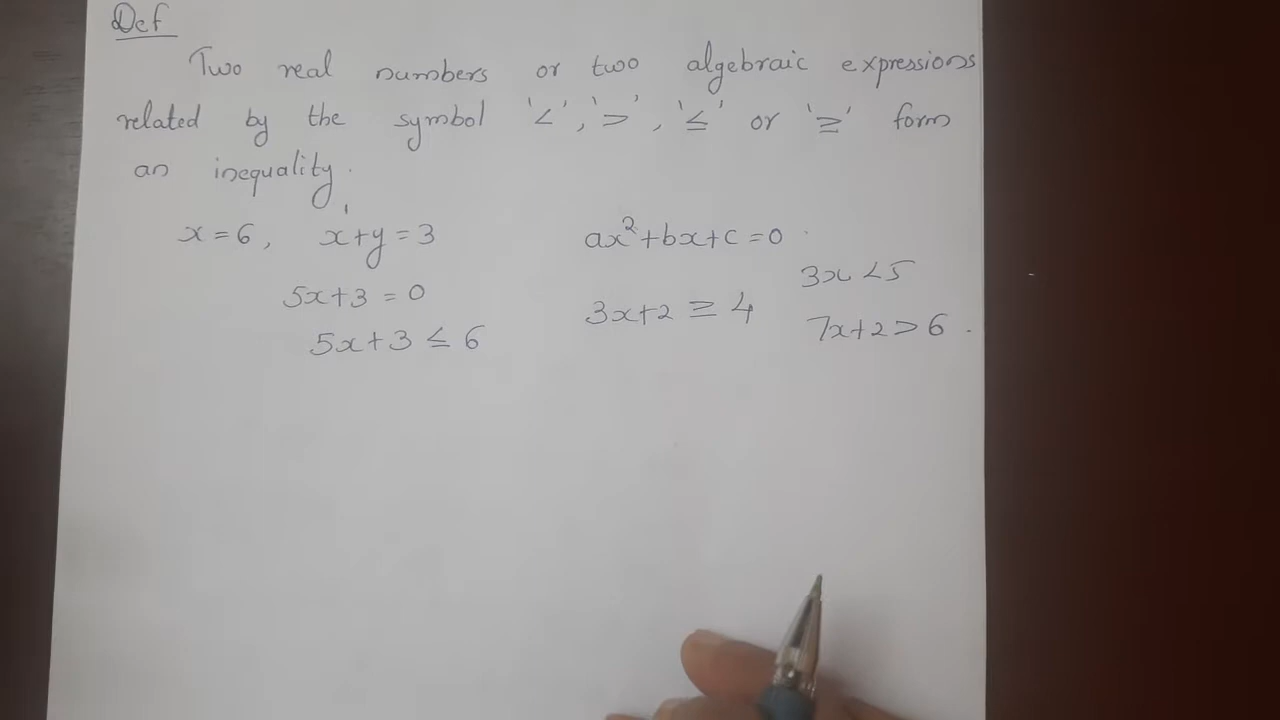 Def
Two real numbers or two algebraic expressions
related by the symbol '<', '>', '≤' or '≥' form
an inequality.
x = 6, x+y = 3 ax²+bx+c = 0
3x < 5
5x+3 = 0 3x+2 ≥ 4
7x+2 > 6.
5x+3 ≤ 6